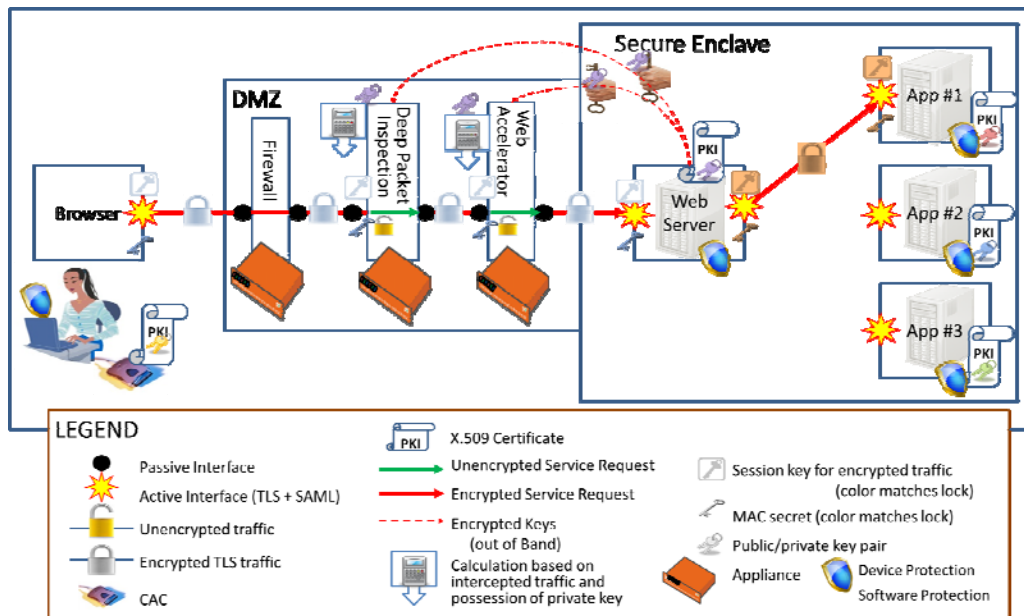 Secure Enclave
DMZ
Firewall
Deep Packet
Inspection
Web
Accelerator
Browser
PKI
PKI
Web
Server
App #1
PKI
App #2
PKI
App #3
PKI
LEGEND
Passive Interface
Active Interface (TLS + SAML)
Unencrypted traffic
Encrypted TLS traffic
CAC
PKI
X.509 Certificate
Unencrypted Service Request
Encrypted Service Request
Encrypted Keys
(out of Band)
Calculation based on
intercepted traffic and
possession of private key
Session key for encrypted traffic
(color matches lock)
MAC secret (color matches lock)
Public/private key pair
Appliance
Device Protection
Software Protection